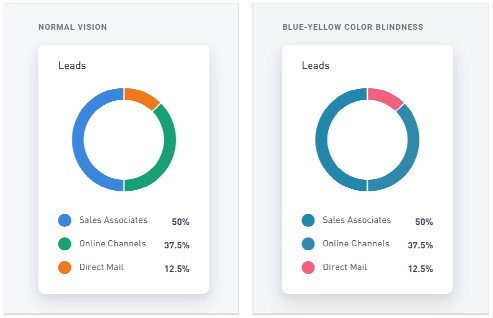 NORMAL VISION
Leads
Sales Associates 50%
Online Channels 37.5%
Direct Mail 12.5%
BLUE-YELLOW COLOR BLINDNESS
Leads
Sales Associates 50%
Online Channels 37.5%
Direct Mail 12.5%